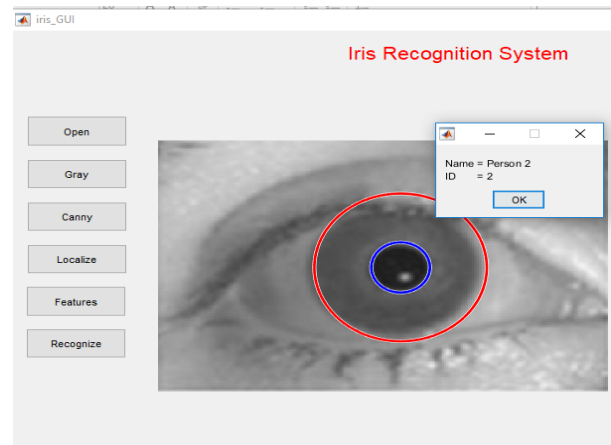 iris_GUI
Iris Recognition System
Open
Gray
Canny
Localize
Features
Recognize
Name = Person 2
ID = 2
OK